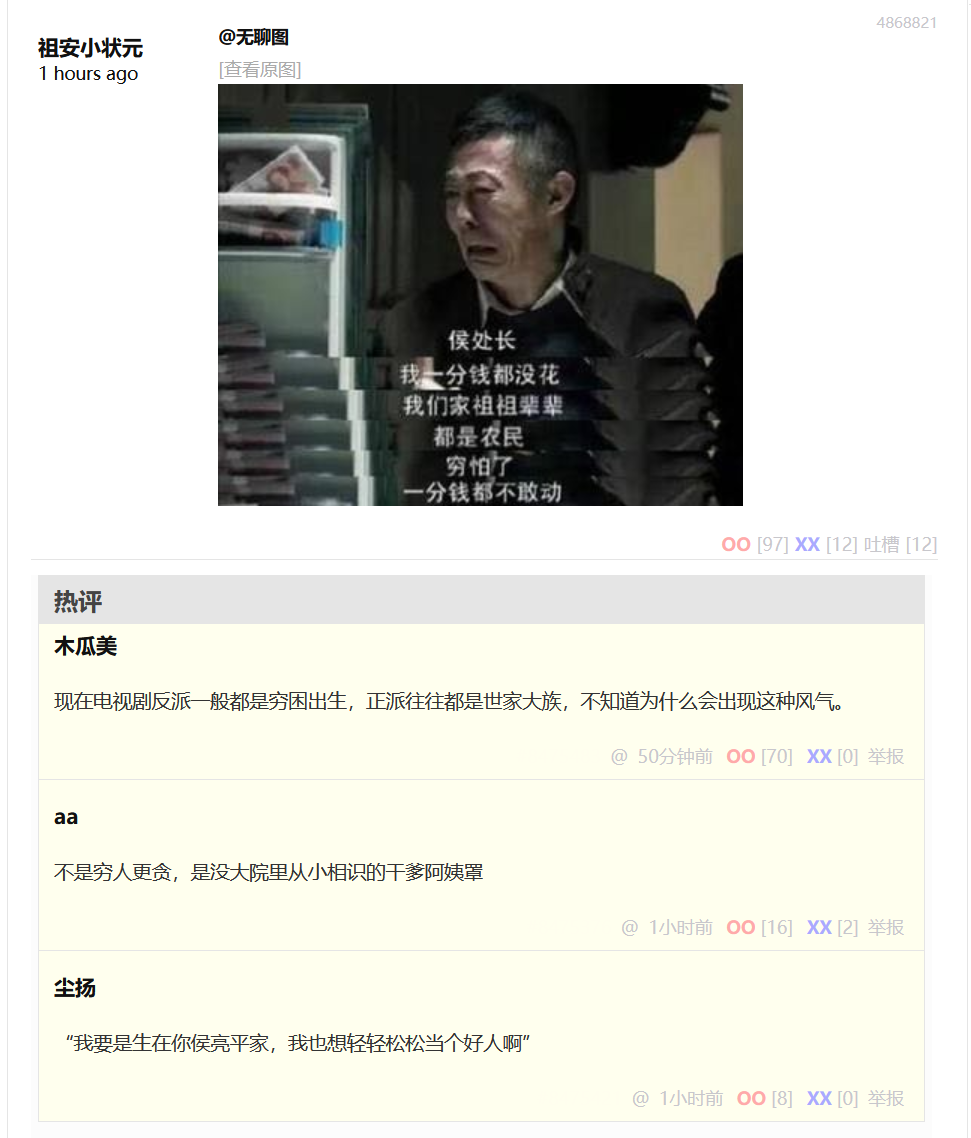 4868821
祖安小状元
1 hours ago
@无聊图
[查看原图]
侯处长
我一分钱都没花
我们家祖祖辈辈
都是农民
穷怕了
一分钱都不敢动
OO [97] XX [12] 吐槽 [12]
热评
木瓜美
现在电视剧反派一般都是穷困出生，正派往往都是世家大族，不知道为什么会出现这种风气。
@ 50分钟前 OO [70] XX [0] 举报
aa
不是穷人更贪，是没大院里从小相识的干爹阿姨罩
@ 1小时前 OO [16] XX [2] 举报
尘扬
“我要是生在你侯亮平家，我也想轻轻松松当个好人啊”
@ 1小时前 OO [8] XX [0] 举报